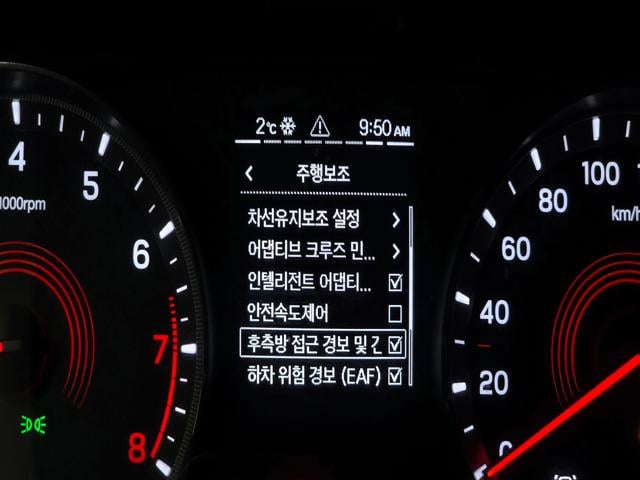 2℃ 9:50 AM
주행보조
차선유지보조 설정
어댑티브 크루즈 민...
인텔리전트 어댑티...
안전속도제어
후측방 접근 경보 및 긴
하차 위험 경보 (EAF)
4
5
6
7
8
1000rpm
0
20
40
60
80
100
km/h